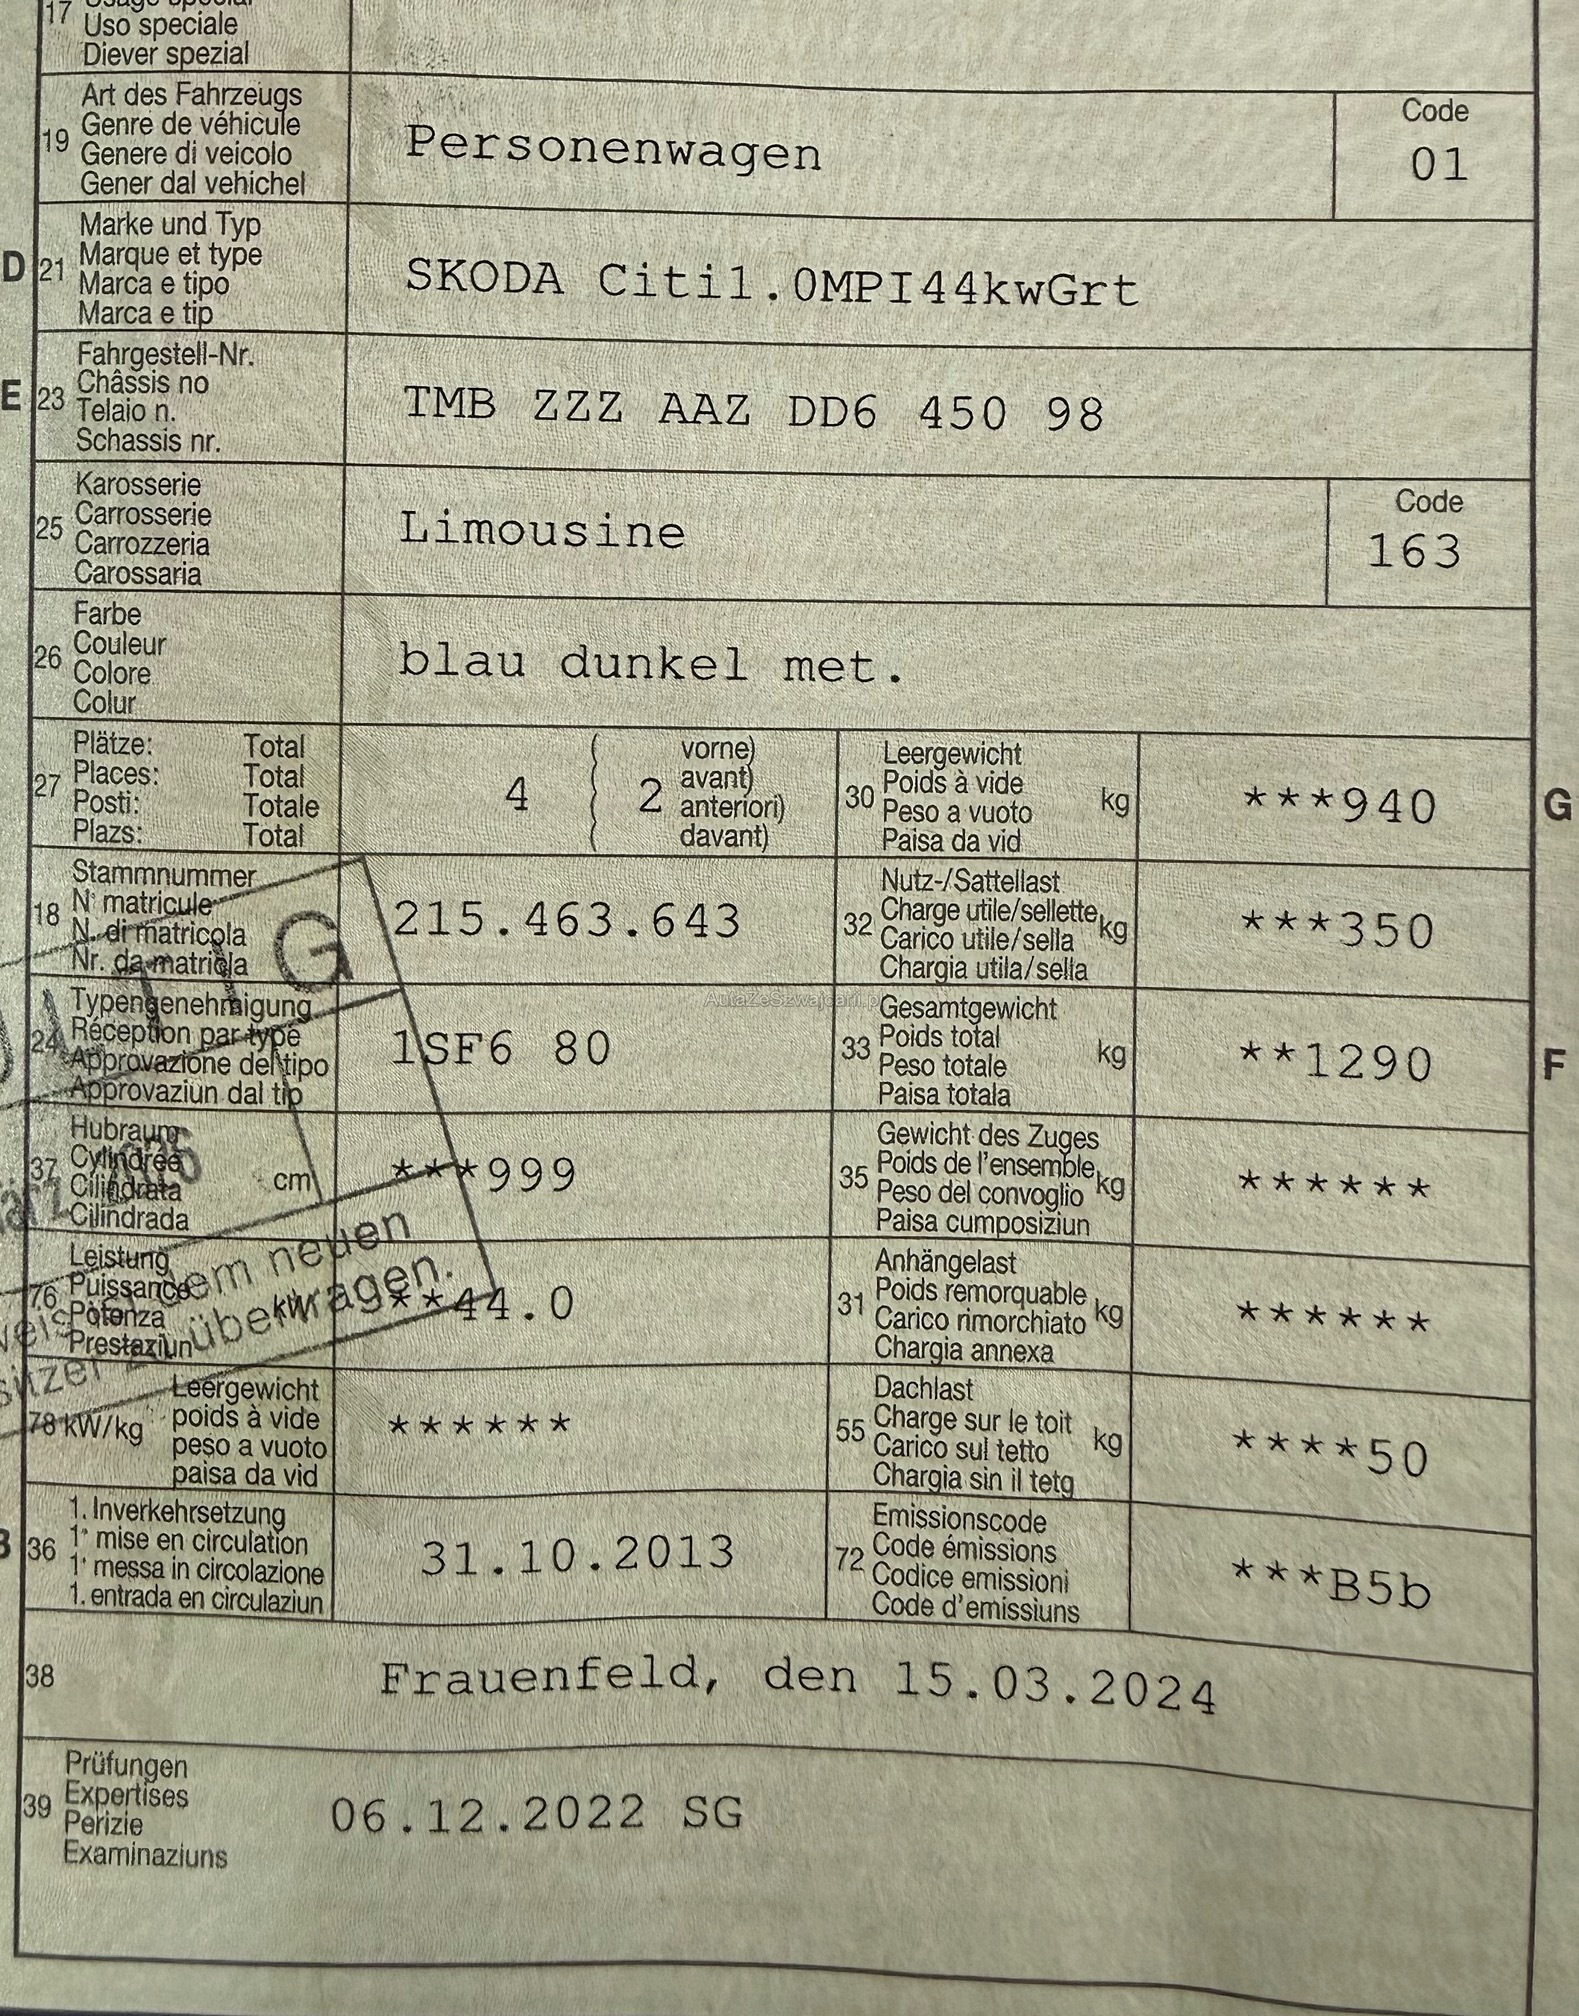 17 Usage spécial
Uso speciale
Diever spezial
19 Art des Fahrzeugs
Genre de véhicule
Genere di veicolo
Gener dal vehichel
Personenwagen
Code
01
D 21 Marke und Typ
Marque et type
Marca e tipo
Marca e tip
SKODA Citi1.0MPI44kwGrt
E 23 Fahrgestell-Nr.
Châssis no
Telaio n.
Schassis nr.
TMB ZZZ AAZ DD6 450 98
25 Karosserie
Carrosserie
Carrozzeria
Carossaria
Limousine
Code
163
26 Farbe
Couleur
Colore
Colur
blau dunkel met.
27 Plätze: Total
Places: Total
Posti: Totale
Plazs: Total
4 ( 2 vorne)
avant)
anteriori)
davant)
30 Leergewicht
Poids à vide
Peso a vuoto
Paisa da vid
kg
***940
G
18 Stammnummer
N° matricule
N. di matricola
Nr. da matricla
215.463.643
32 Nutz-/Sattellast
Charge utile/sellette
Carico utile/sella
Chargia utila/sella
kg
***350
24 Typengenehmigung
Réception par type
Approvazione del tipo
Approvaziun dal tip
1SF6 80
33 Gesamtgewicht
Poids total
Peso totale
Paisa totala
kg
**1290
F
37 Hubraum
Cylindrée
Cilindrata
Cilindrada
cm
***999
35 Gewicht des Zuges
Poids de l'ensemble
Peso del convoglio
Paisa cumposiziun
kg
******
76 Leistung
Puissance
Potenza
Prestaziun
kW
**44.0
31 Anhängelast
Poids remorquable
Carico rimorchiato
Chargia annexa
kg
******
78 kW/kg
Leergewicht
poids à vide
peso a vuoto
paisa da vid
******
55 Dachlast
Charge sur le toit
Carico sul tetto
Chargia sin il tetg
kg
****50
B 36 1. Inverkehrsetzung
1° mise en circulation
1° messa in circolazione
1. entrada en circulaziun
31.10.2013
72 Emissionscode
Code émissions
Codice emissioni
Code d'emissiuns
***B5b
38 Frauenfeld, den 15.03.2024
39 Prüfungen
Expertises
Perizie
Examinaziuns
06.12.2022 SG
dem neuen
übertragen.
AutaZeSzwajcarii.pl